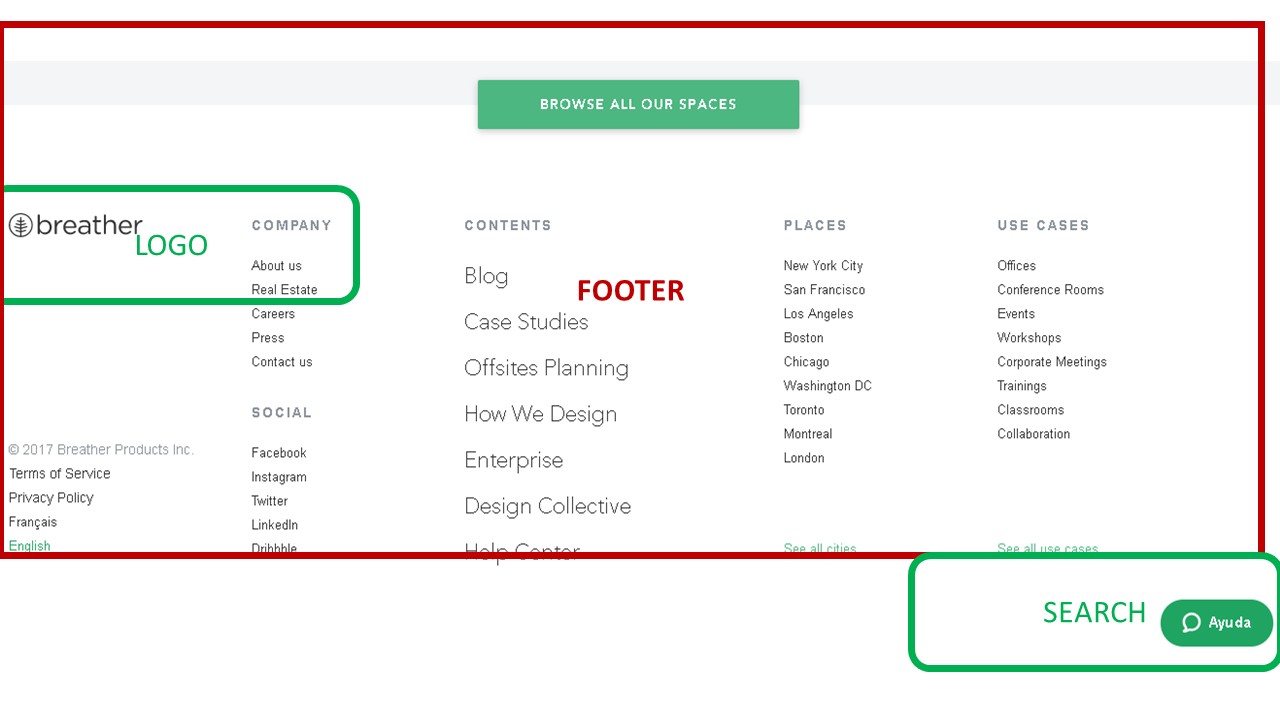 BROWSE ALL OUR SPACES
breather
LOGO
COMPANY
About us
Real Estate
Careers
Press
Contact us
SOCIAL
Facebook
Instagram
Twitter
LinkedIn
Dribbble
© 2017 Breather Products Inc.
Terms of Service
Privacy Policy
Français
English
CONTENTS
Blog
Case Studies
Offsites Planning
How We Design
Enterprise
Design Collective
Help Center
FOOTER
PLACES
New York City
San Francisco
Los Angeles
Boston
Chicago
Washington DC
Toronto
Montreal
London
See all cities
USE CASES
Offices
Conference Rooms
Events
Workshops
Corporate Meetings
Trainings
Classrooms
Collaboration
See all use cases
SEARCH
Ayuda